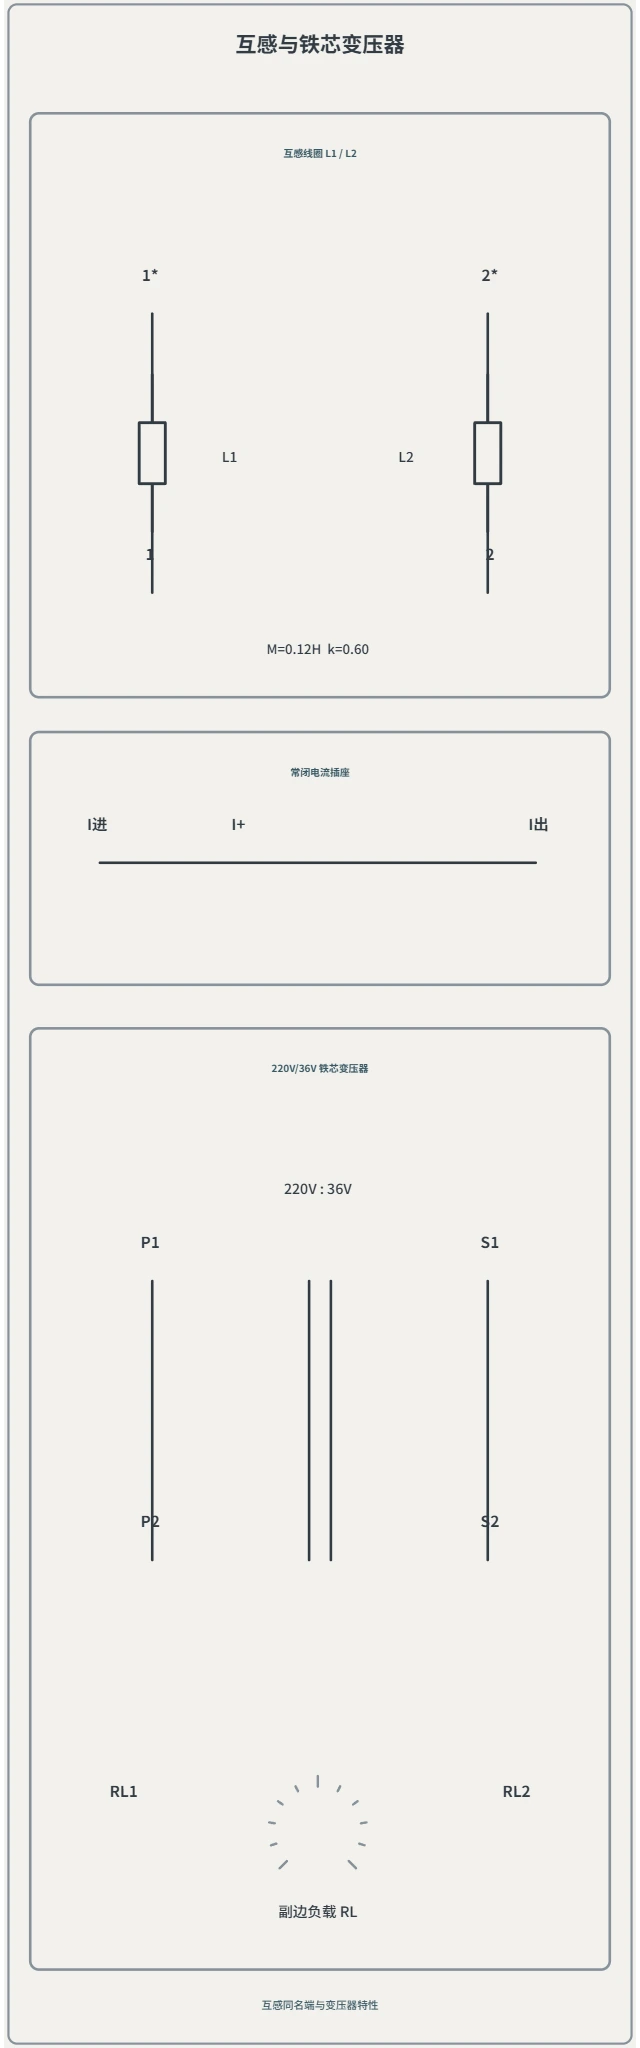 互感与铁芯变压器
互感线圈 L1 / L2
1* 2*
L1 L2
1 2
M=0.12H k=0.60
常闭电流插座
I进 I+ I出
220V/36V 铁芯变压器
220V : 36V
P1 S1
P2 S2
RL1 RL2
副边负载 RL
互感同名端与变压器特性